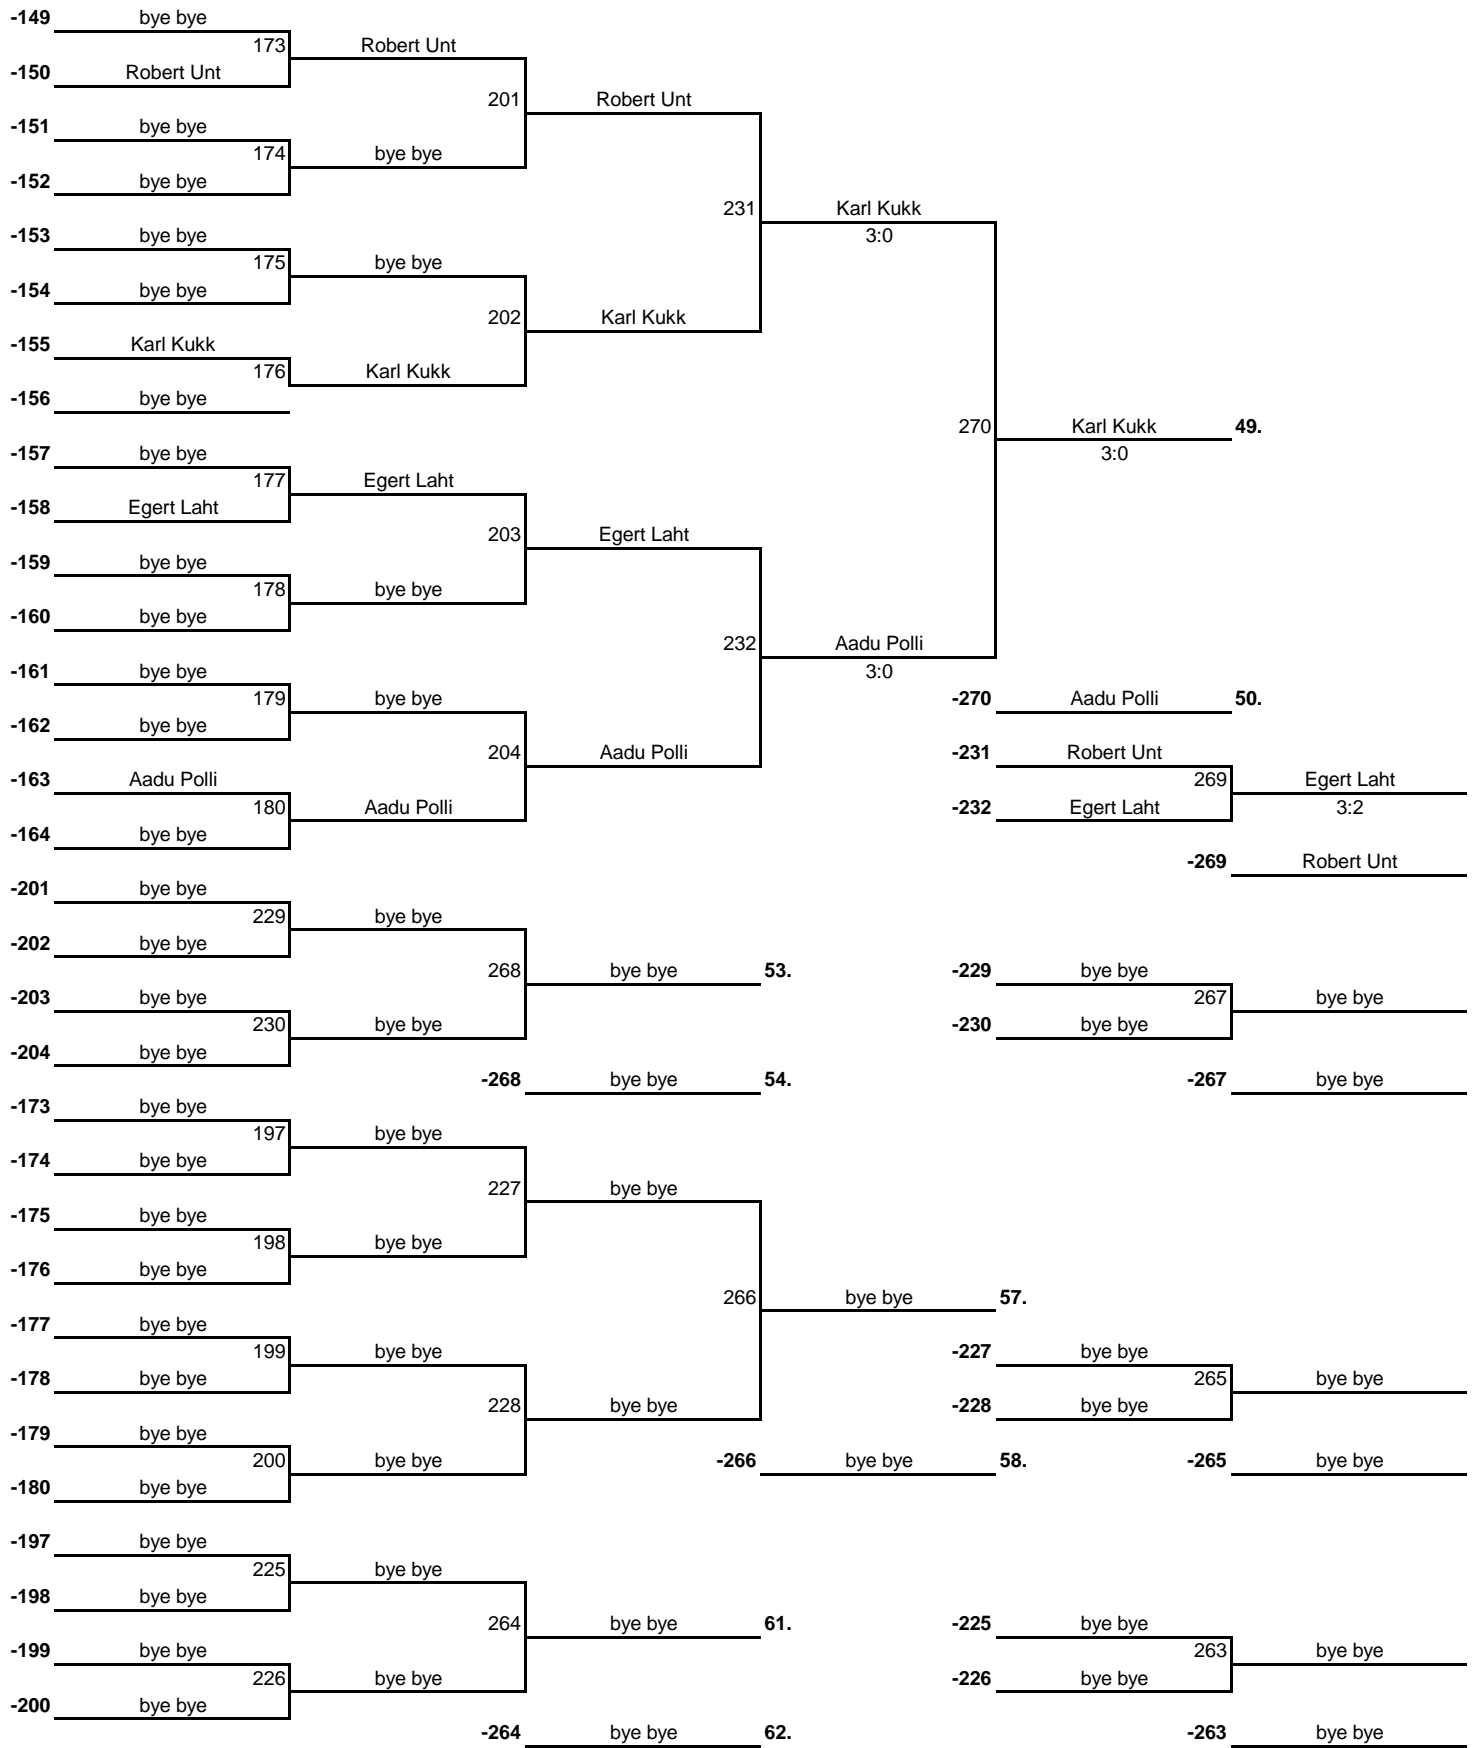 -149 bye bye
173 Robert Unt
-150 Robert Unt
201 Robert Unt
-151 bye bye
174 bye bye
-152 bye bye
231 Karl Kukk
3:0
-153 bye bye
175 bye bye
-154 bye bye
202 Karl Kukk
-155 Karl Kukk
176 Karl Kukk
-156 bye bye
270 Karl Kukk 49.
3:0
-157 bye bye
177 Egert Laht
-158 Egert Laht
203 Egert Laht
-159 bye bye
178 bye bye
-160 bye bye
232 Aadu Polli
3:0
-161 bye bye
179 bye bye
-162 bye bye
-270 Aadu Polli 50.
204 Aadu Polli
-231 Robert Unt
-163 Aadu Polli
269 Egert Laht
180 Aadu Polli
-232 Egert Laht
3:2
-164 bye bye
-269 Robert Unt
-201 bye bye
229 bye bye
-202 bye bye
268 bye bye 53.
-229 bye bye
-203 bye bye
267 bye bye
230 bye bye
-230 bye bye
-204 bye bye
-268 bye bye 54.
-267 bye bye
-173 bye bye
197 bye bye
-174 bye bye
227 bye bye
-175 bye bye
198 bye bye
-176 bye bye
266 bye bye 57.
-177 bye bye
199 bye bye
-227 bye bye
-178 bye bye
265 bye bye
228 bye bye
-228 bye bye
-179 bye bye
200 bye bye
-266 bye bye 58.
-265 bye bye
-180 bye bye
-197 bye bye
225 bye bye
-198 bye bye
264 bye bye 61.
-225 bye bye
-199 bye bye
263 bye bye
226 bye bye
-226 bye bye
-200 bye bye
-264 bye bye 62.
-263 bye bye